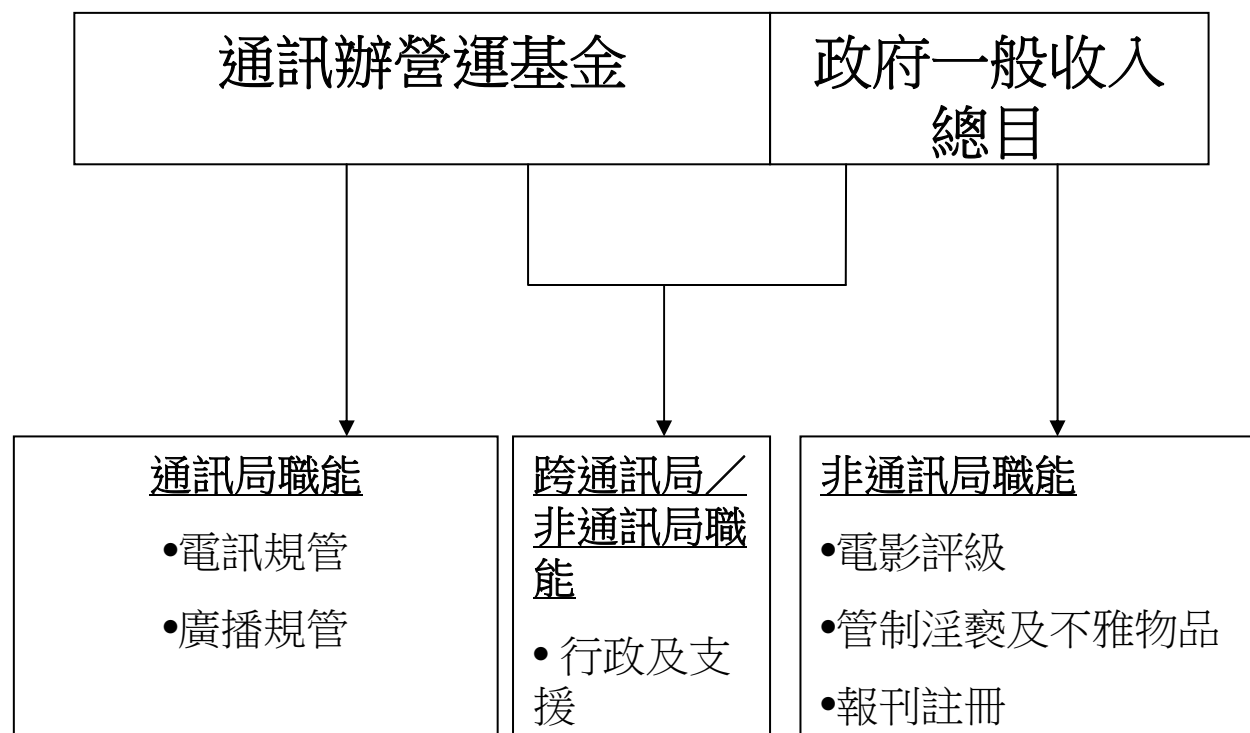 通訊辦營運基金
政府一般收入
總目
通訊局職能
•電訊規管
•廣播規管
跨通訊局／
非通訊局職
能
• 行政及支
援
非通訊局職能
•電影評級
•管制淫褻及不雅物品
•報刊註冊